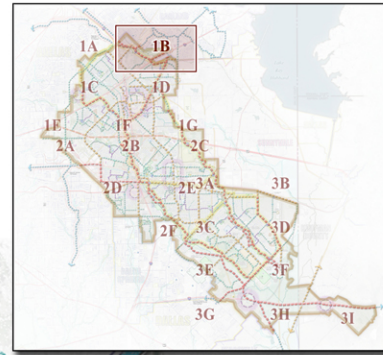 1A 1B
1C 1D
1E 1F 1G
2A 2B 2C
2D 2E 3A 3B
2F 3C 3D
3E 3F
3G 3H 3I